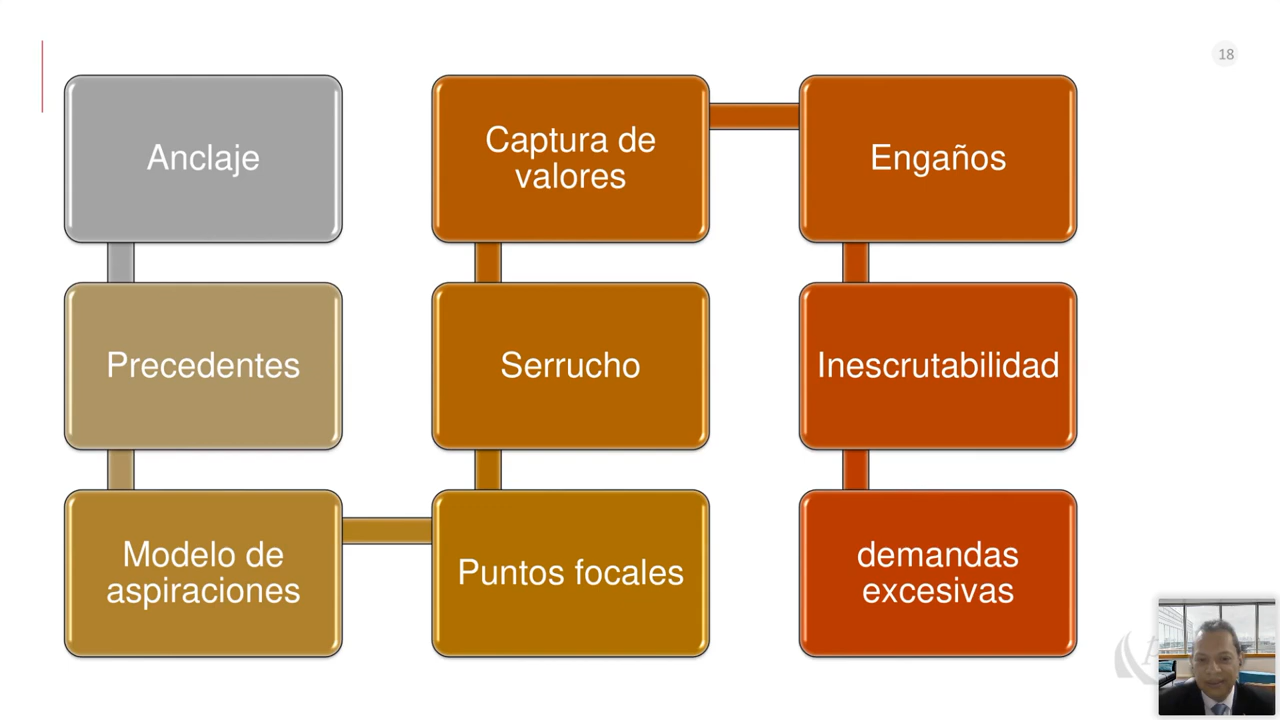 18
Anclaje
Precedentes
Modelo de
aspiraciones
Puntos focales
Serrucho
Captura de
valores
Engaños
Inescrutabilidad
demandas
excesivas